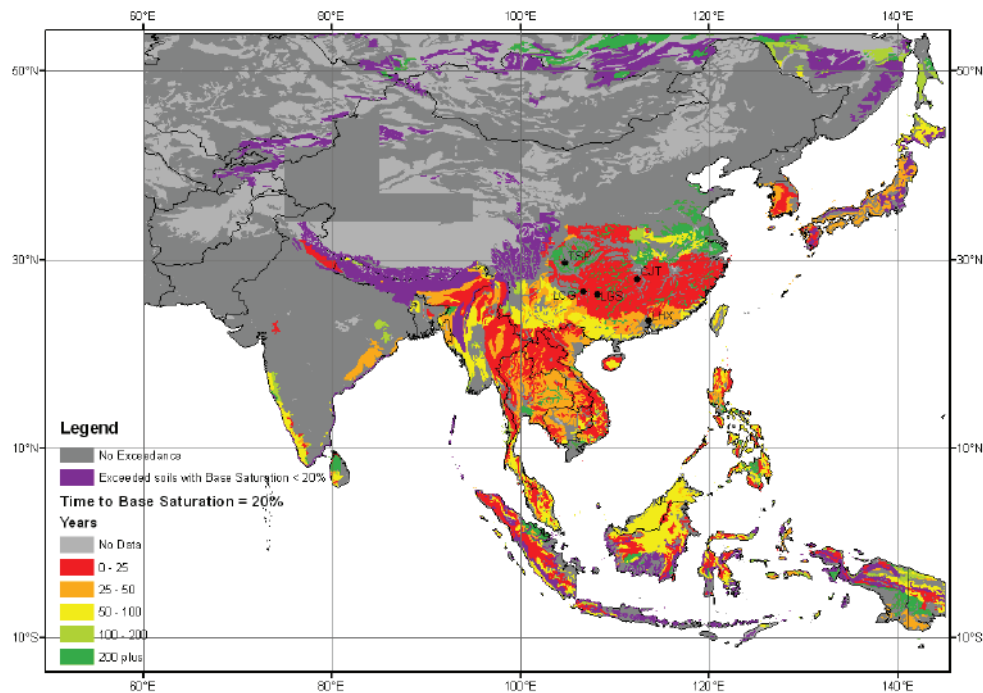 60°E 80°E 100°E 120°E 140°E
50°N 50°N
30°N 30°N
TSP
CJT
LCG LGS
HX
10°N 10°N
10°S 10°S
Legend
No Exceedance
Exceeded soils with Base Saturation < 20%
Time to Base Saturation = 20%
Years
No Data
0 - 25
25 - 50
50 - 100
100 - 200
200 plus
60°E 80°E 100°E 120°E 140°E